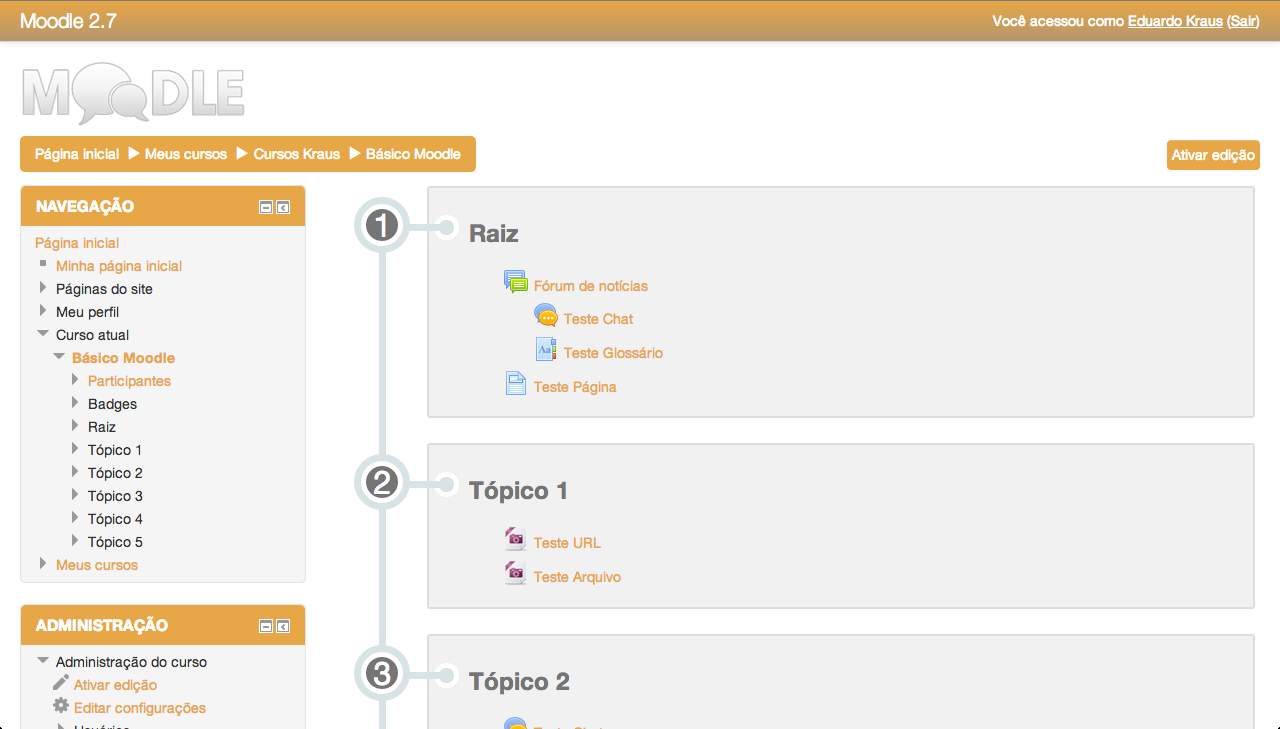 Moodle 2.7
Você acessou como Eduardo Kraus (Sair)
MOODLE
Página inicial ▶ Meus cursos ▶ Cursos Kraus ▶ Básico Moodle
Ativar edição
NAVEGAÇÃO
Página inicial
Minha página inicial
Páginas do site
Meu perfil
Curso atual
Básico Moodle
Participantes
Badges
Raiz
Tópico 1
Tópico 2
Tópico 3
Tópico 4
Tópico 5
Meus cursos
ADMINISTRAÇÃO
Administração do curso
Ativar edição
Editar configurações
Usuários
1
Raiz
Fórum de notícias
Teste Chat
Teste Glossário
Teste Página
2
Tópico 1
Teste URL
Teste Arquivo
3
Tópico 2
Teste Chat